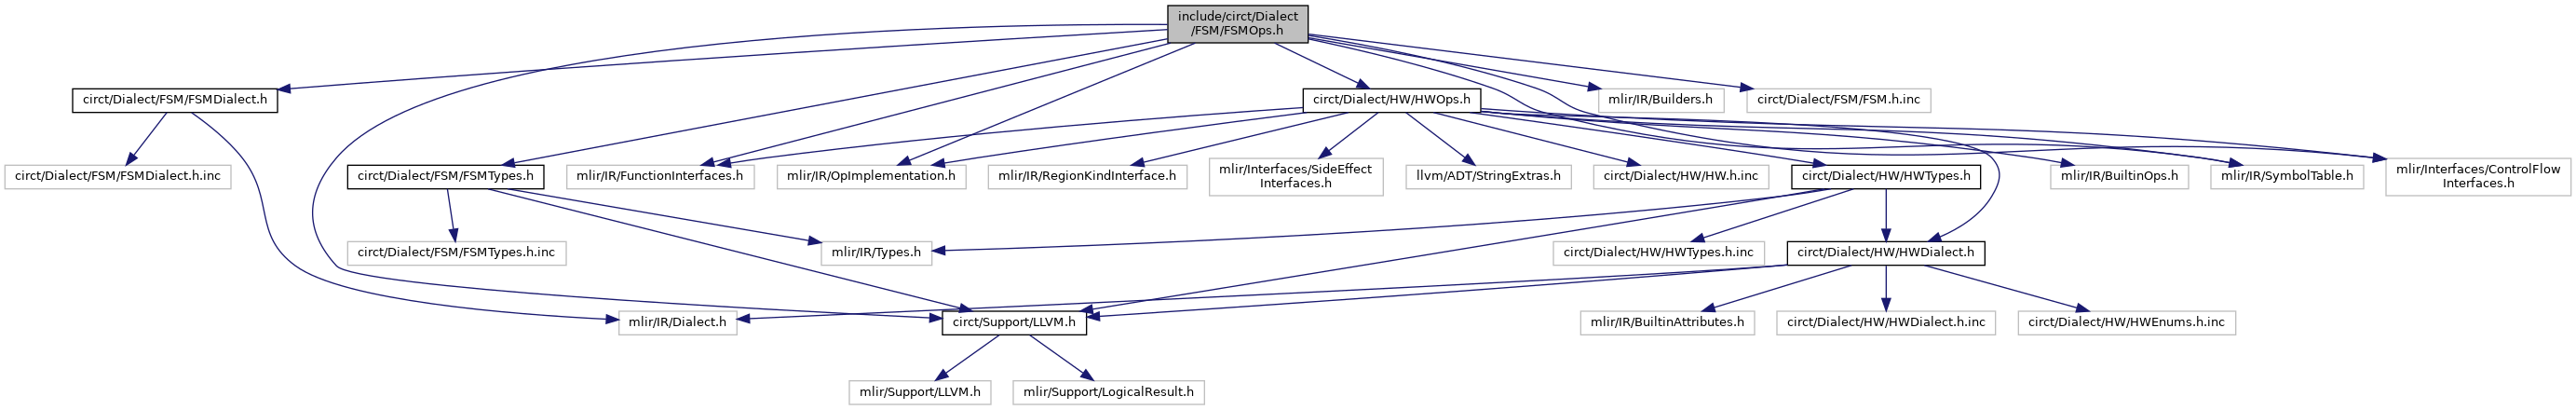 include/circt/Dialect
/FSM/FSMOps.h
circt/Dialect/FSM/FSMDialect.h
circt/Dialect/HW/HWOps.h
mlir/IR/Builders.h
circt/Dialect/FSM/FSM.h.inc
circt/Dialect/FSM/FSMDialect.h.inc
circt/Dialect/FSM/FSMTypes.h
mlir/IR/FunctionInterfaces.h
mlir/IR/OpImplementation.h
mlir/IR/RegionKindInterface.h
mlir/Interfaces/SideEffect
Interfaces.h
llvm/ADT/StringExtras.h
circt/Dialect/HW/HW.h.inc
circt/Dialect/HW/HWTypes.h
mlir/IR/BuiltinOps.h
mlir/IR/SymbolTable.h
mlir/Interfaces/ControlFlow
Interfaces.h
circt/Dialect/FSM/FSMTypes.h.inc
mlir/IR/Types.h
circt/Dialect/HW/HWTypes.h.inc
circt/Dialect/HW/HWDialect.h
mlir/IR/Dialect.h
circt/Support/LLVM.h
mlir/IR/BuiltinAttributes.h
circt/Dialect/HW/HWDialect.h.inc
circt/Dialect/HW/HWEnums.h.inc
mlir/Support/LLVM.h
mlir/Support/LogicalResult.h